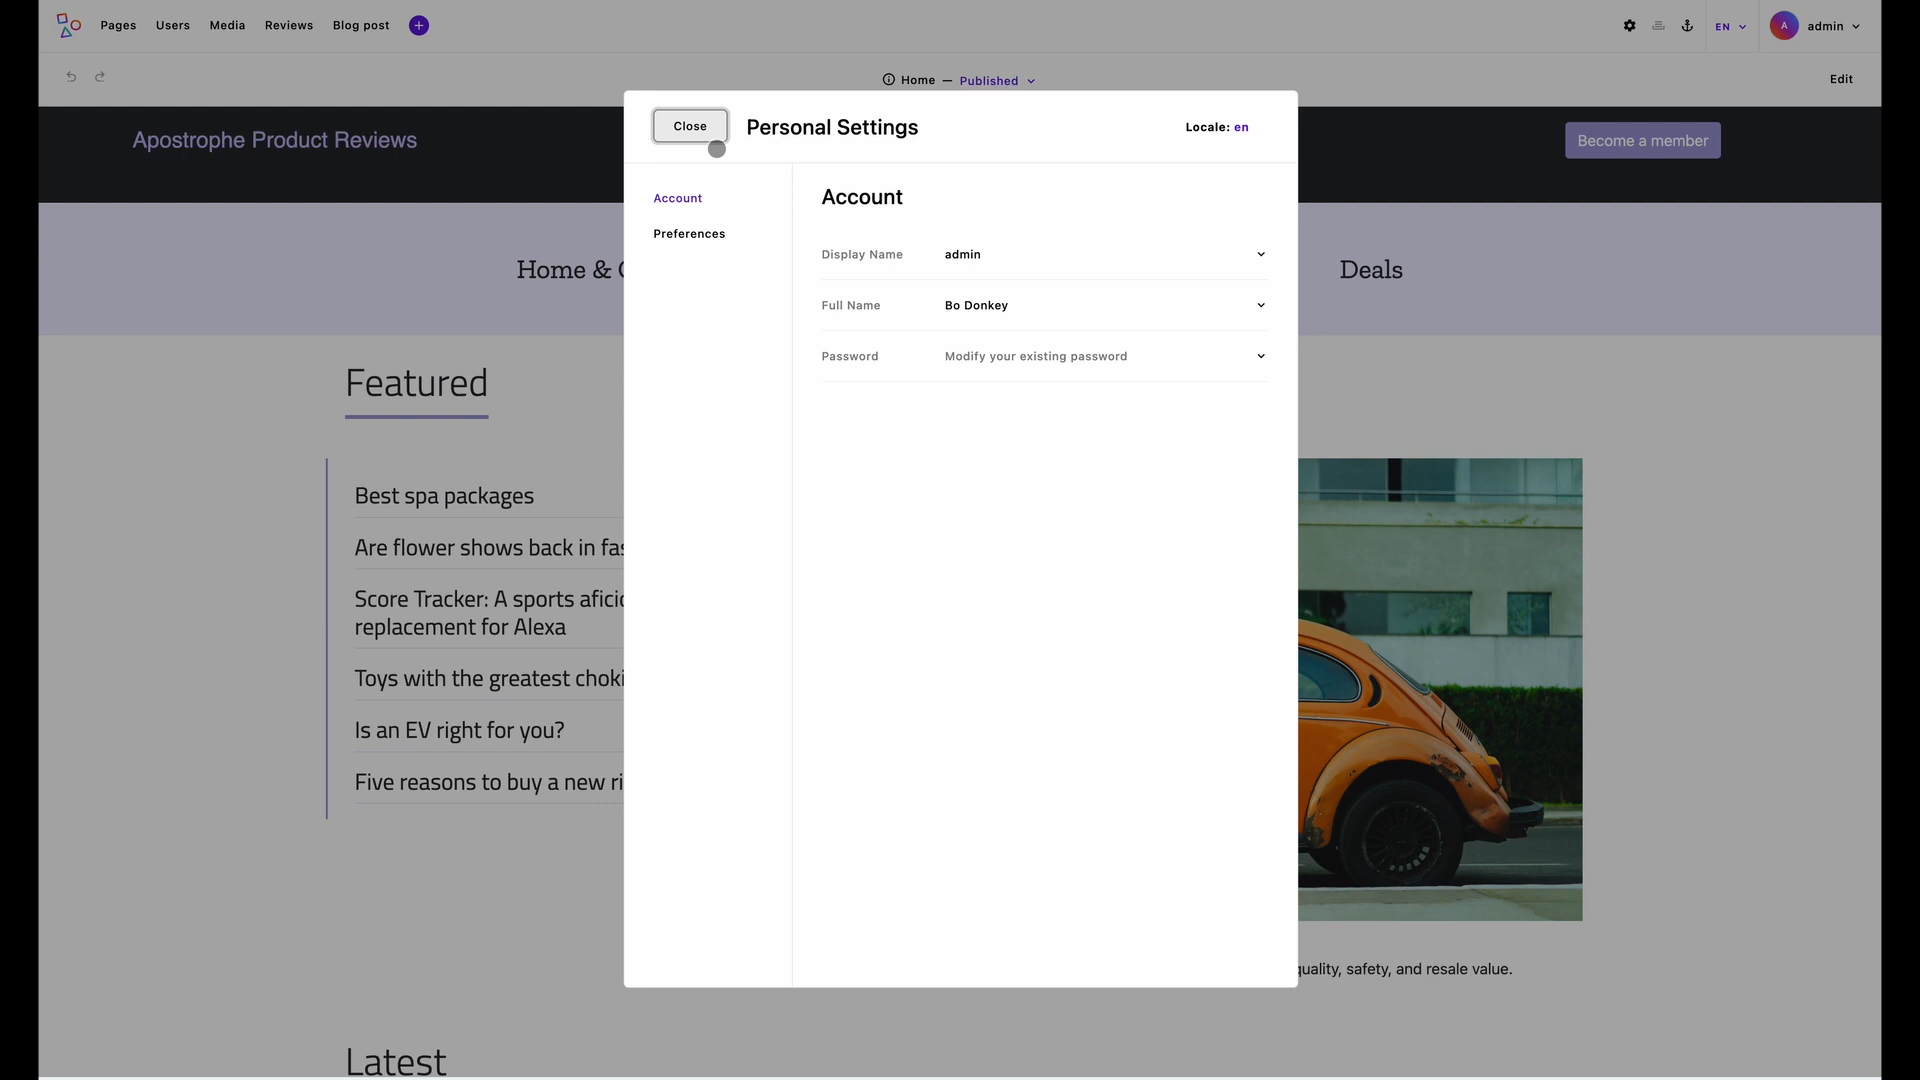 Pages Users Media Reviews Blog post
EN
A admin
Home — Published
Edit
Apostrophe Product Reviews
Become a member
Close Personal Settings Locale: en
Account
Preferences
Account
Display Name admin
Full Name Bo Donkey
Password Modify your existing password
Home &
Deals
Featured
Best spa packages
Are flower shows back in fas
Score Tracker: A sports afici
replacement for Alexa
Toys with the greatest choki
Is an EV right for you?
Five reasons to buy a new ri
quality, safety, and resale value.
Latest